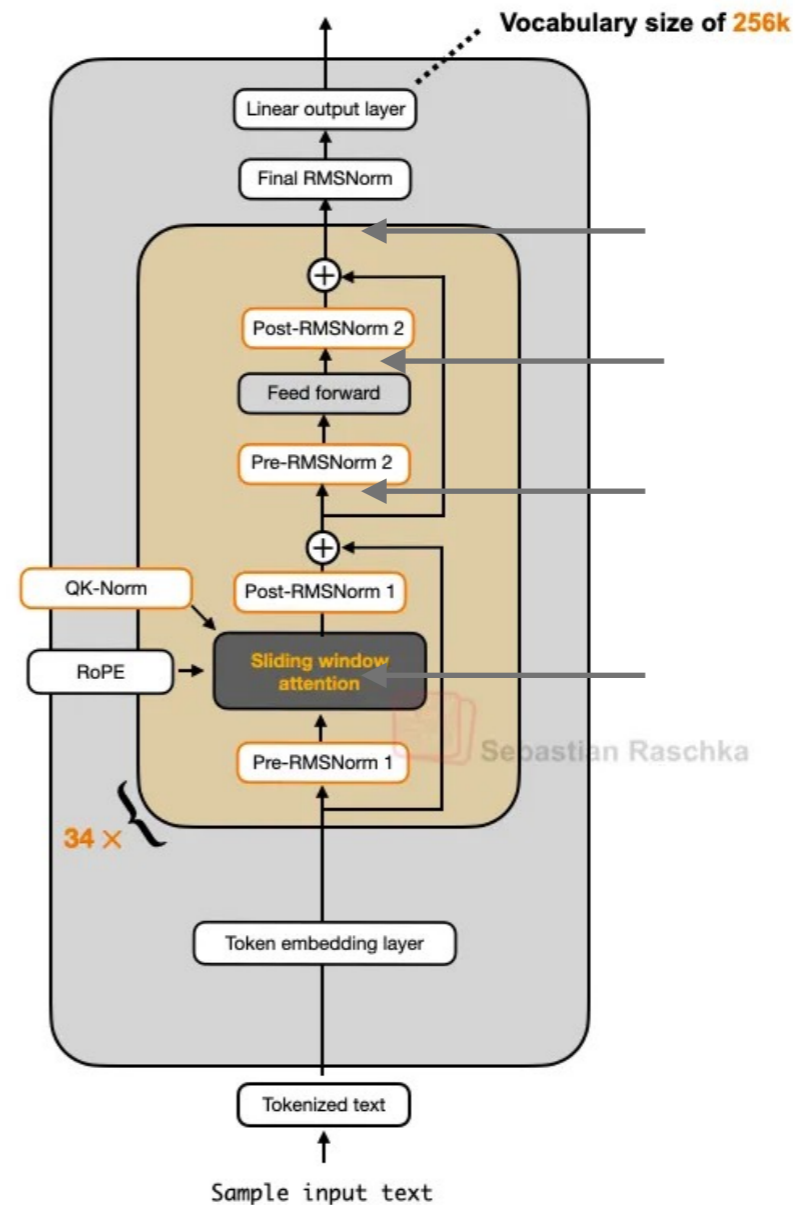 Vocabulary size of 256k
Linear output layer
Final RMSNorm
Post-RMSNorm 2
Feed forward
Pre-RMSNorm 2
QK-Norm
Post-RMSNorm 1
RoPE
Sliding window
attention
Sebastian Raschka
Pre-RMSNorm 1
34 ×
Token embedding layer
Tokenized text
Sample input text